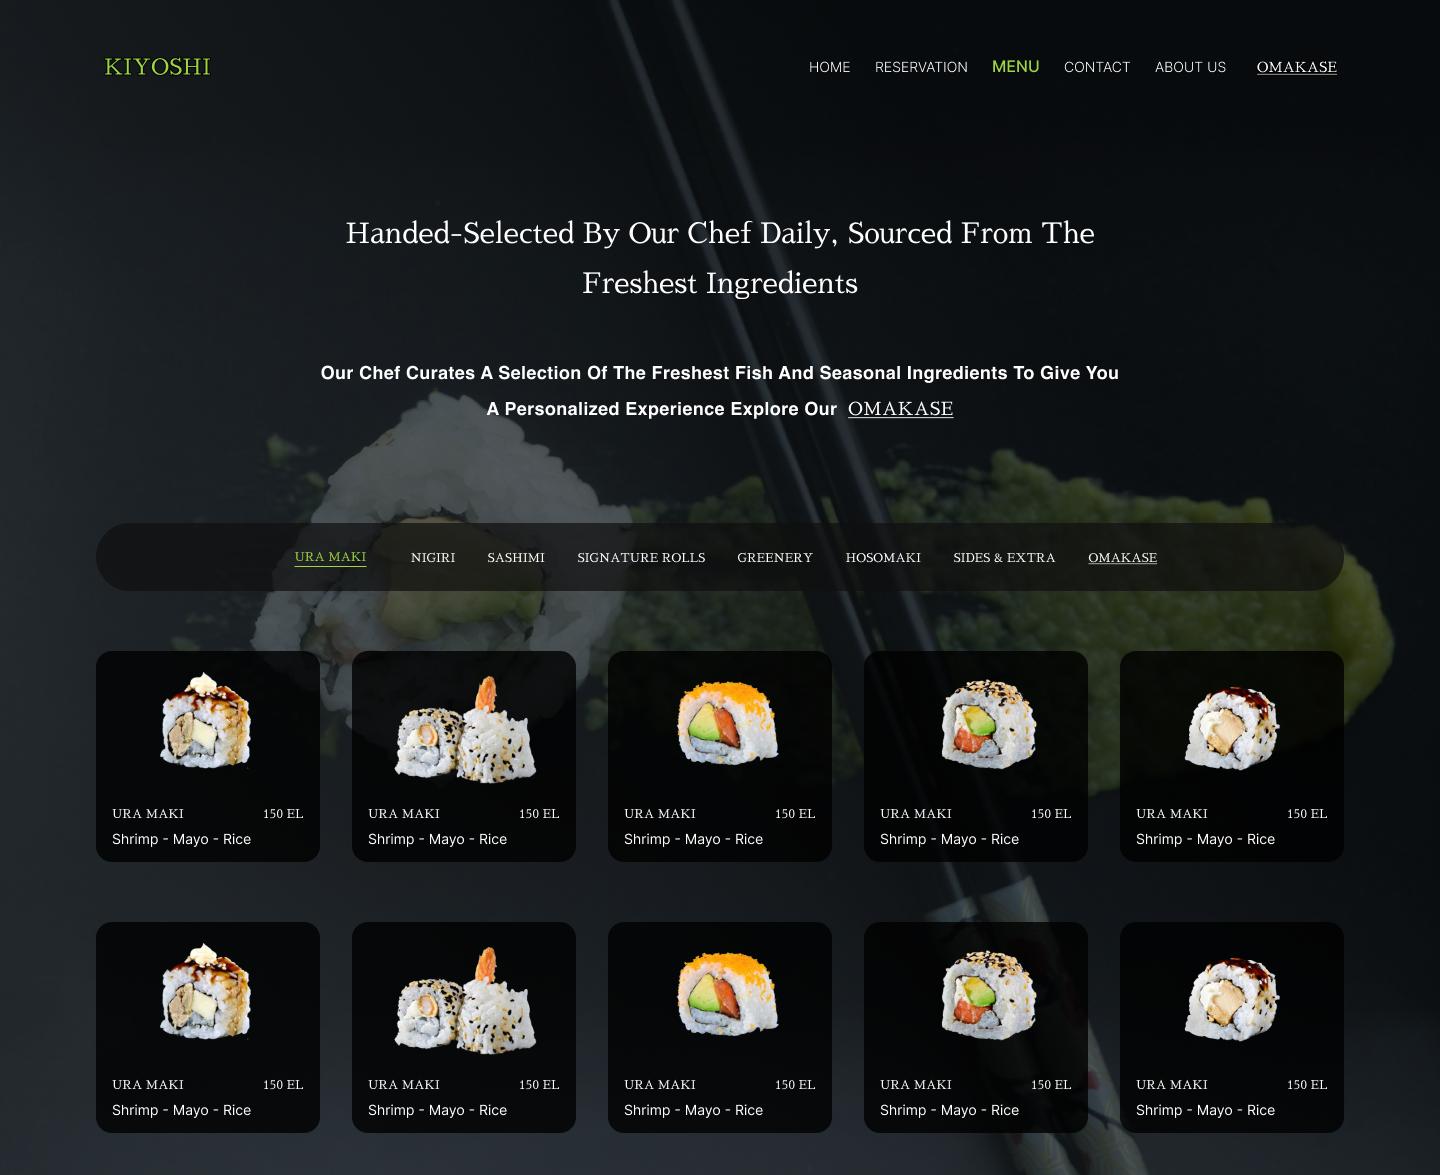 KIYOSHI
HOME RESERVATION MENU CONTACT ABOUT US OMAKASE
Handed-Selected By Our Chef Daily, Sourced From The
Freshest Ingredients
Our Chef Curates A Selection Of The Freshest Fish And Seasonal Ingredients To Give You
A Personalized Experience Explore Our OMAKASE
URA MAKI NIGIRI SASHIMI SIGNATURE ROLLS GREENERY HOSOMAKI SIDES & EXTRA OMAKASE
URA MAKI 150 EL
Shrimp - Mayo - Rice
URA MAKI 150 EL
Shrimp - Mayo - Rice
URA MAKI 150 EL
Shrimp - Mayo - Rice
URA MAKI 150 EL
Shrimp - Mayo - Rice
URA MAKI 150 EL
Shrimp - Mayo - Rice
URA MAKI 150 EL
Shrimp - Mayo - Rice
URA MAKI 150 EL
Shrimp - Mayo - Rice
URA MAKI 150 EL
Shrimp - Mayo - Rice
URA MAKI 150 EL
Shrimp - Mayo - Rice
URA MAKI 150 EL
Shrimp - Mayo - Rice